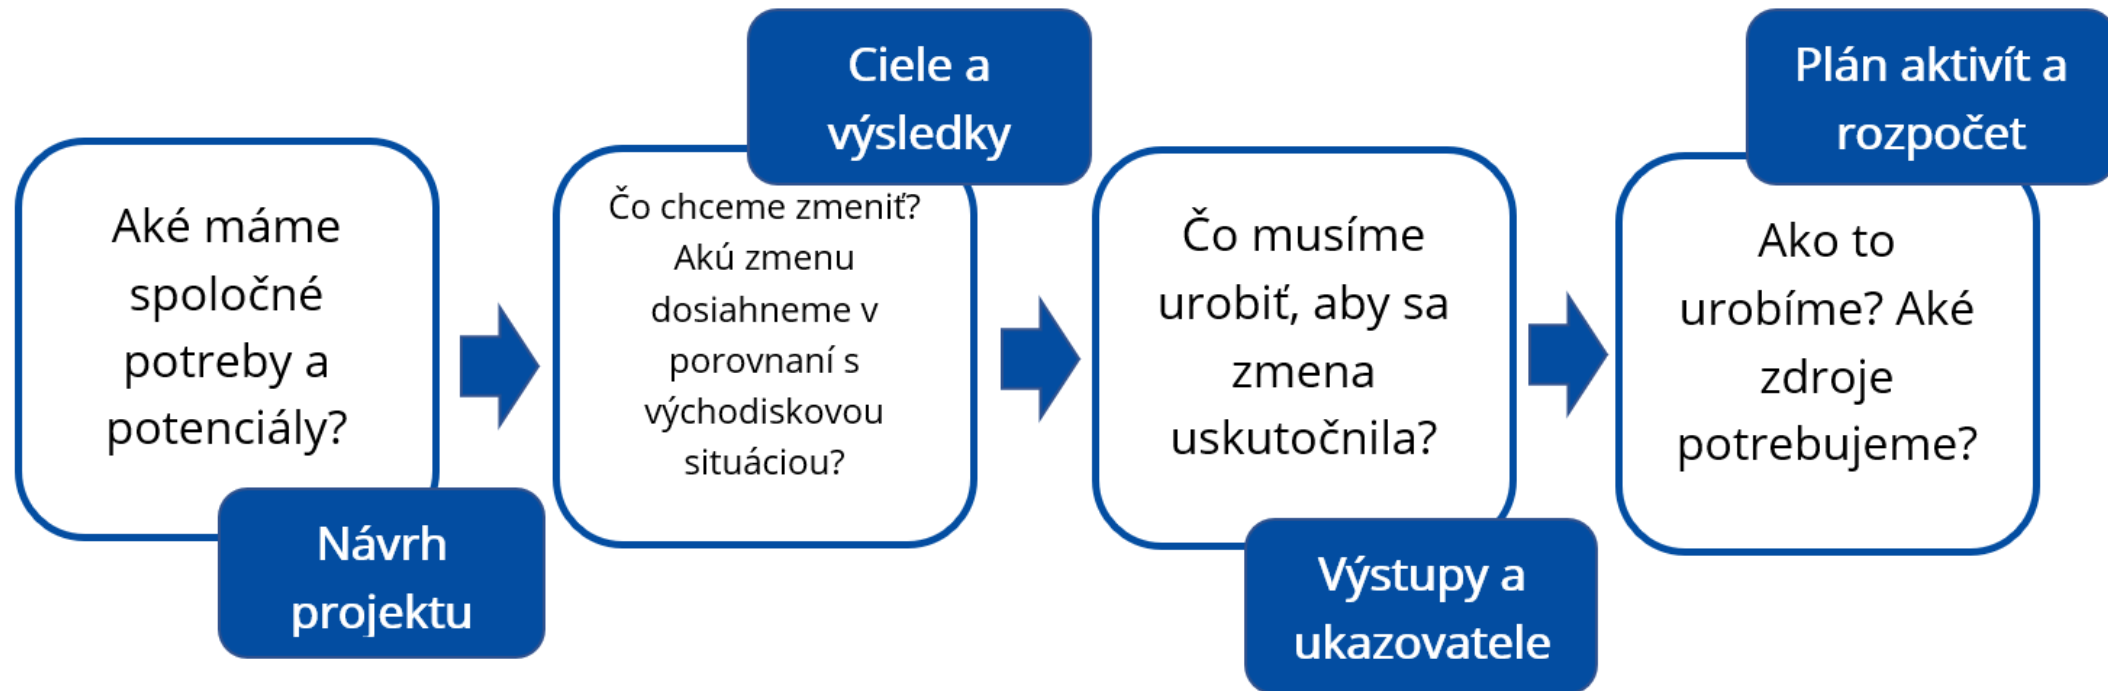 Aké máme
spoločné
potreby a
potenciály?
Návrh
projektu
Ciele a
výsledky
Čo chceme zmeniť?
Akú zmenu
dosiahneme v
porovnaní s
východiskovou
situáciou?
Čo musíme
urobiť, aby sa
zmena
uskutočnila?
Výstupy a
ukazovatele
Plán aktivít a
rozpočet
Ako to
urobíme? Aké
zdroje
potrebujeme?